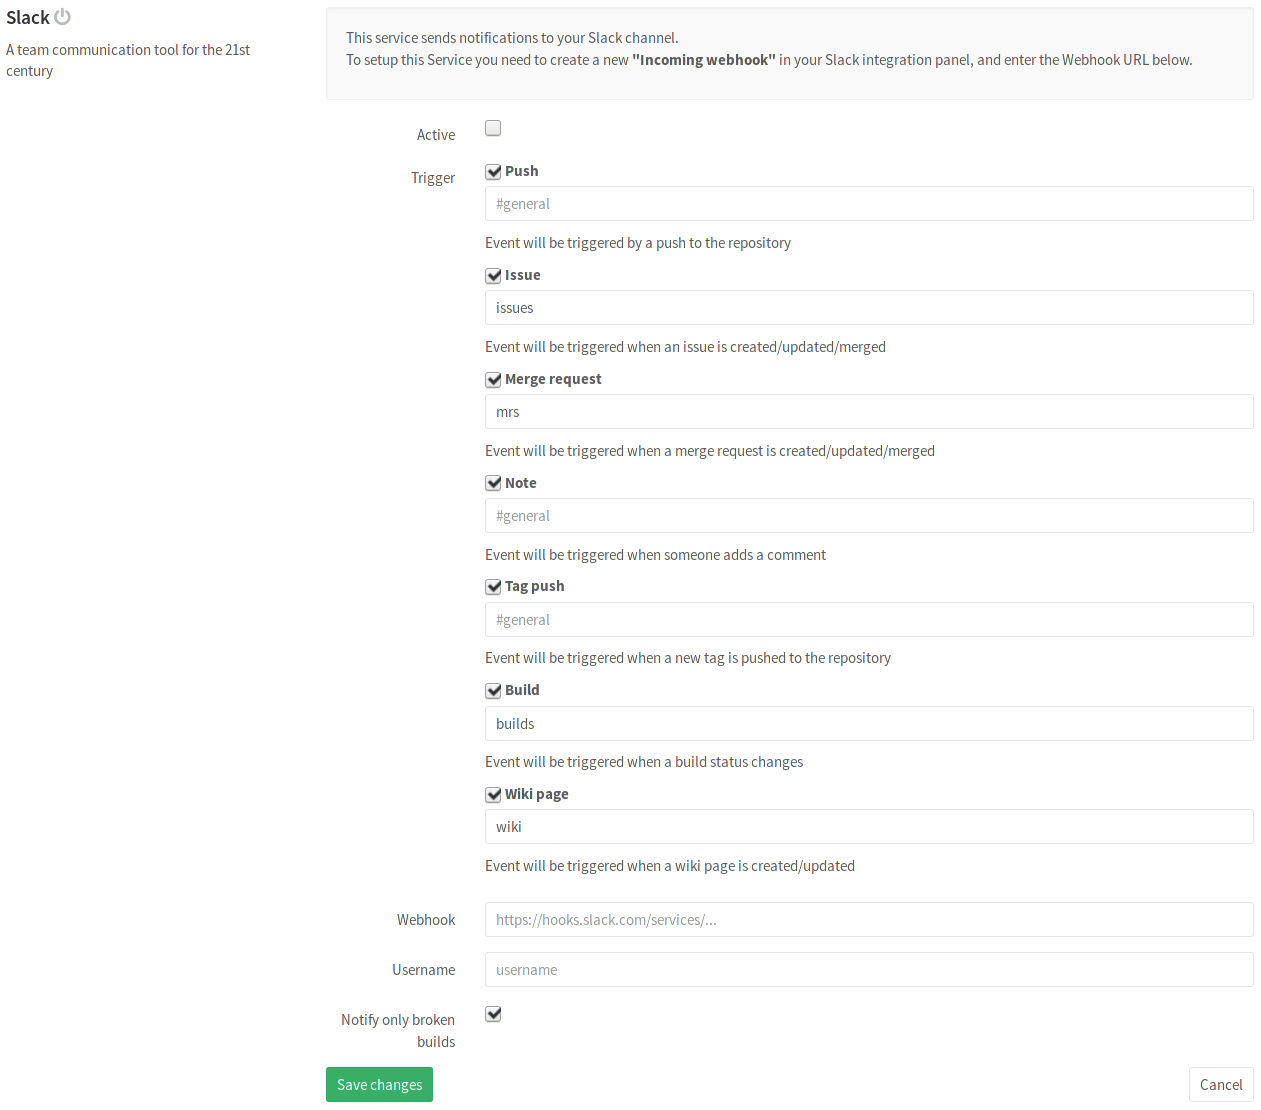 Slack
A team communication tool for the 21st
century
This service sends notifications to your Slack channel.
To setup this Service you need to create a new "Incoming webhook" in your Slack integration panel, and enter the Webhook URL below.
Active
Trigger
Push
#general
Event will be triggered by a push to the repository
Issue
issues
Event will be triggered when an issue is created/updated/merged
Merge request
mrs
Event will be triggered when a merge request is created/updated/merged
Note
#general
Event will be triggered when someone adds a comment
Tag push
#general
Event will be triggered when a new tag is pushed to the repository
Build
builds
Event will be triggered when a build status changes
Wiki page
wiki
Event will be triggered when a wiki page is created/updated
Webhook
https://hooks.slack.com/services/...
Username
username
Notify only broken
builds
Save changes
Cancel